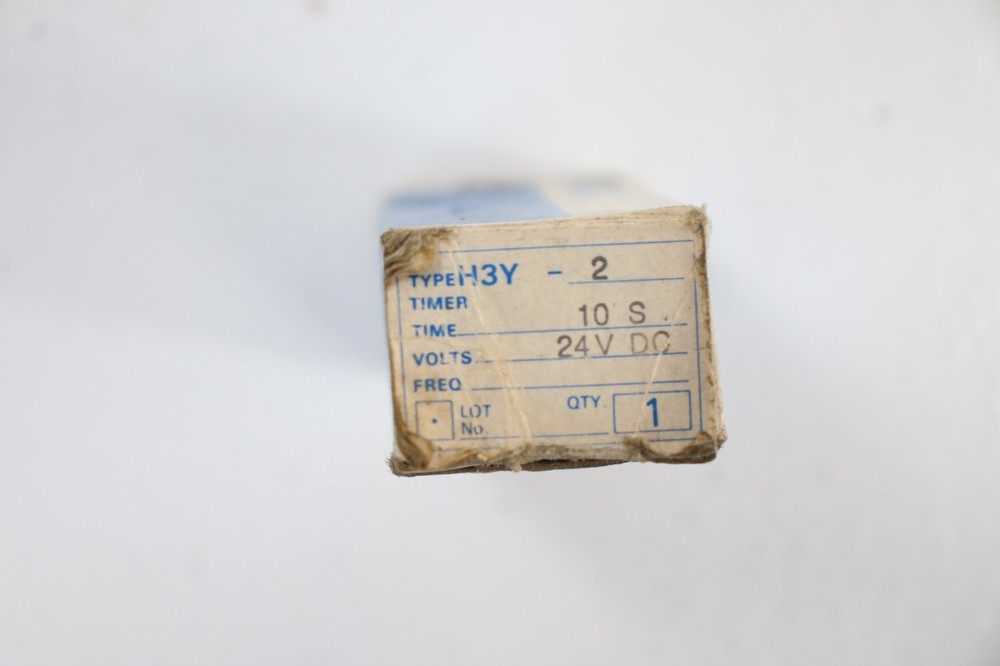 TYPE H3Y - 2
TIMER
TIME 10 S
VOLTS 24V DC
FREQ
LOT No. QTY. 1